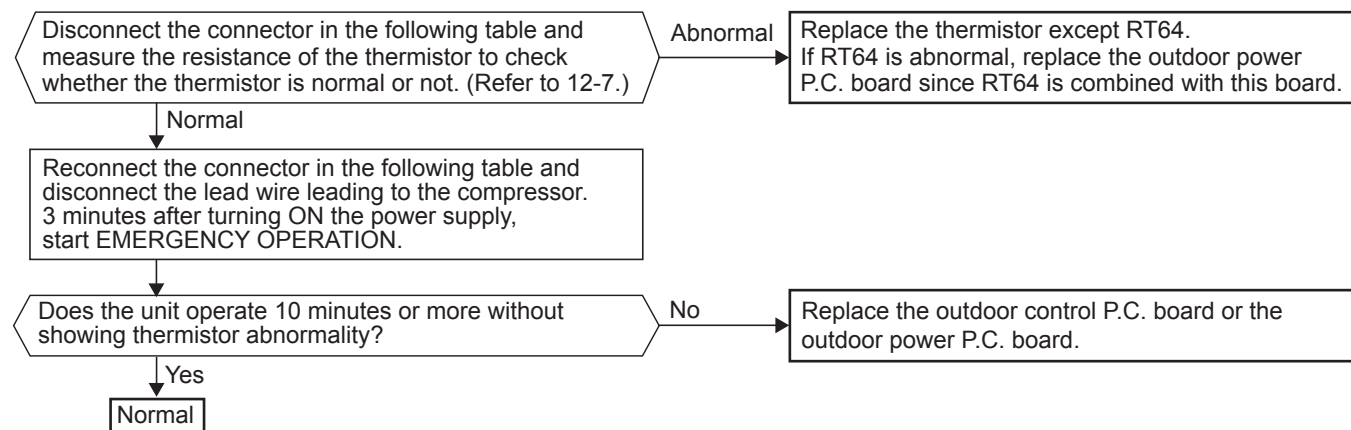 Disconnect the connector in the following table and
measure the resistance of the thermistor to check
whether the thermistor is normal or not. (Refer to 12-7.)
Abnormal
Replace the thermistor except RT64.
If RT64 is abnormal, replace the outdoor power
P.C. board since RT64 is combined with this board.
Normal
Reconnect the connector in the following table and
disconnect the lead wire leading to the compressor.
3 minutes after turning ON the power supply,
start EMERGENCY OPERATION.
Does the unit operate 10 minutes or more without
showing thermistor abnormality?
No
Replace the outdoor control P.C. board or the
outdoor power P.C. board.
Yes
Normal